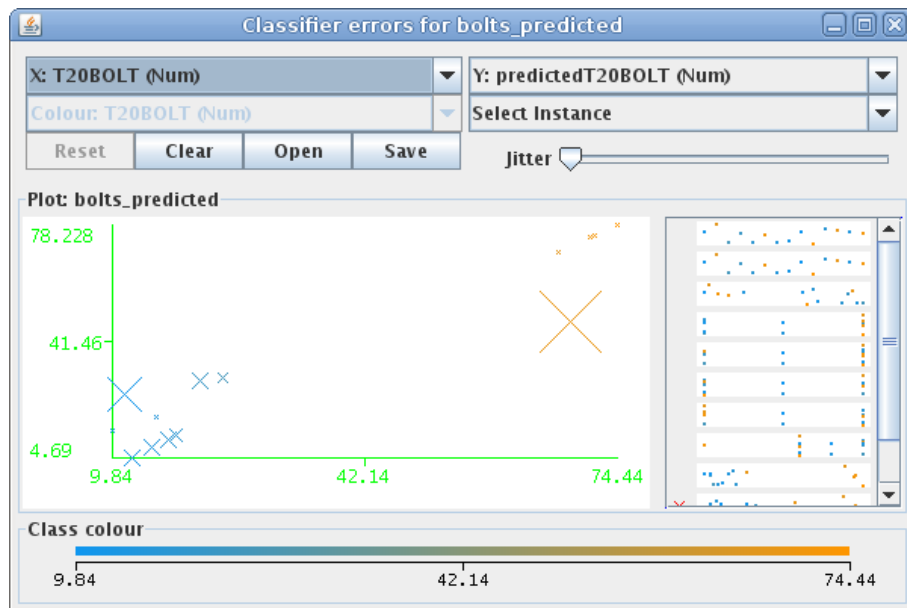 Classifier errors for bolts_predicted
X: T20BOLT (Num) Y: predictedT20BOLT (Num)
Colour: T20BOLT (Num) Select Instance
Reset Clear Open Save Jitter
Plot: bolts_predicted
78.228
41.46
4.69
9.84 42.14 74.44
Class colour
9.84 42.14 74.44